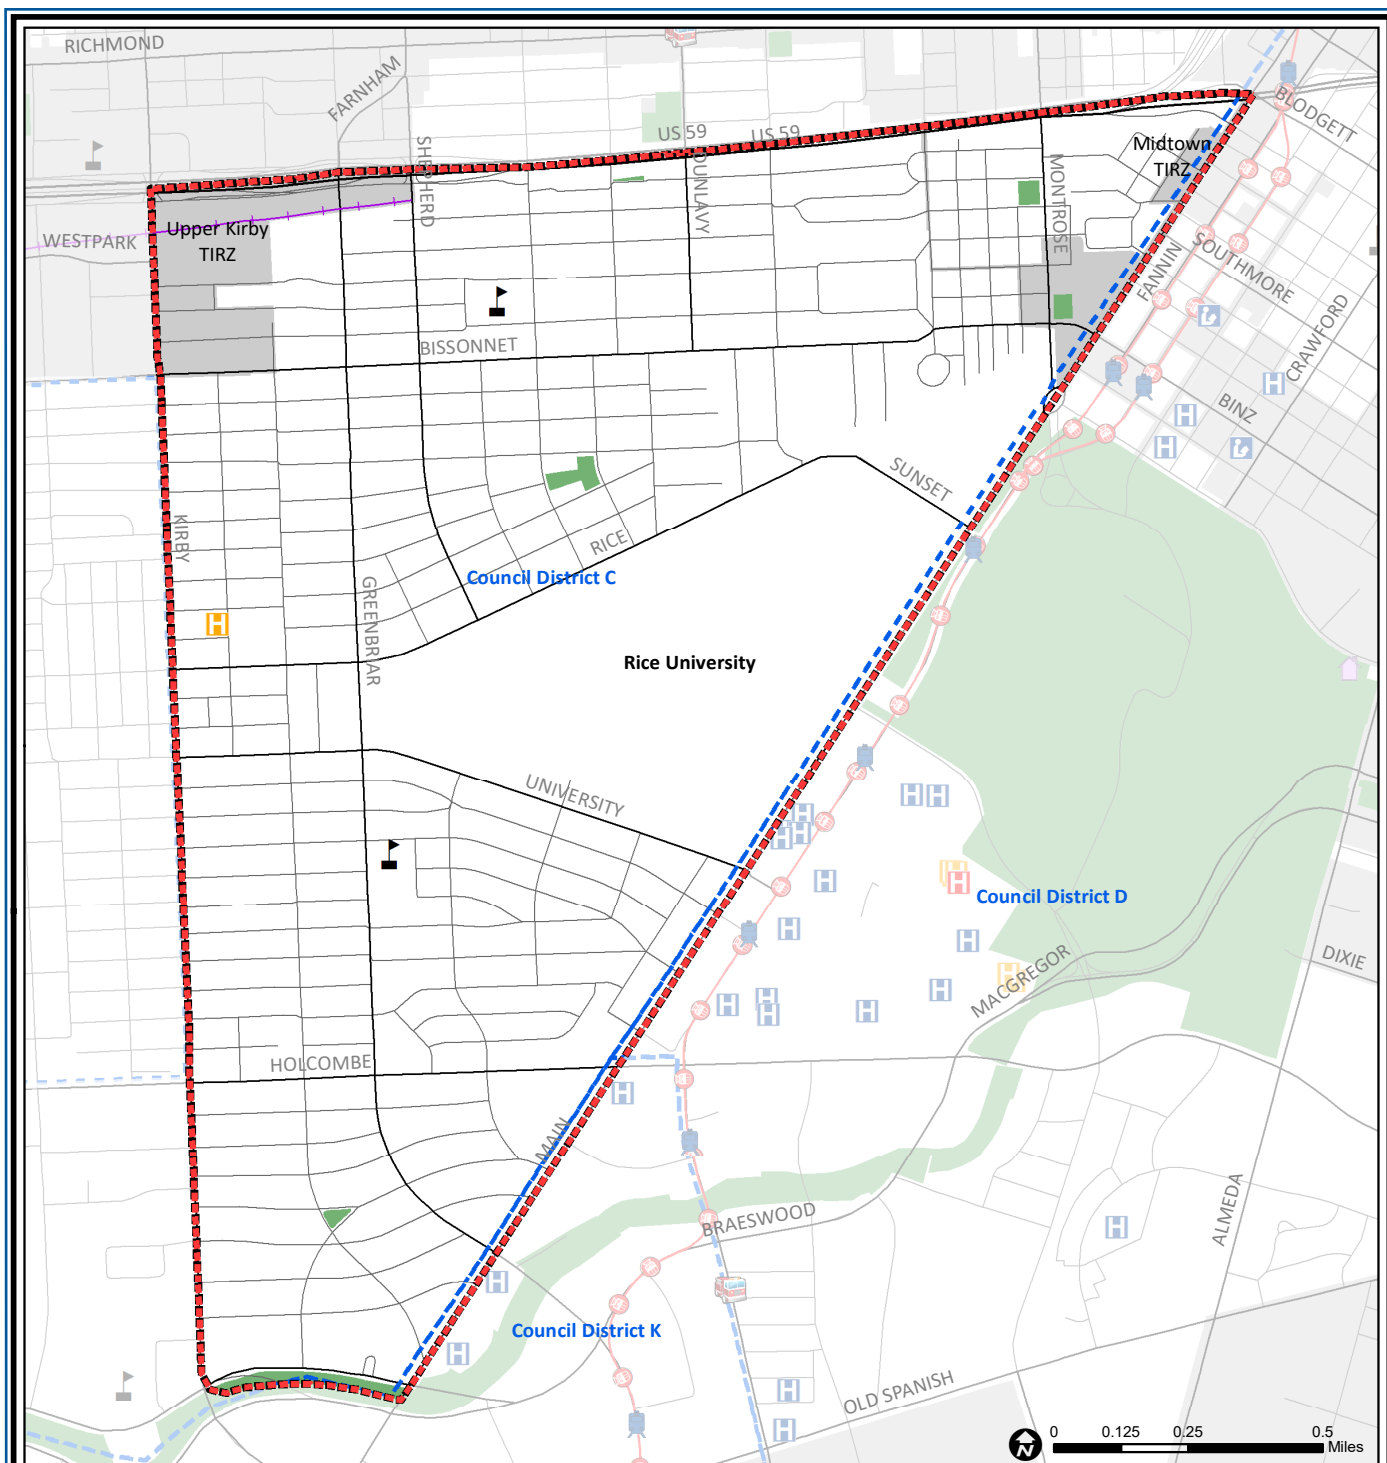 RICHMOND
FARNHAM
SHEPHERD
US 59
US 59
BLODGETT
Midtown
TIRZ
DUNLAVY
MONTROSE
Upper Kirby
TIRZ
WESTPARK
FANNIN
SOUTHMORE
CRAWFORD
BISSONNET
BINZ
SUNSET
KIRBY
RICE
Council District C
GREENBRIAR
Rice University
UNIVERSITY
H
H
H
H
H
H
H
H
H
H
H
H
H
Council District D
H
H
H
DIXIE
MACGREGOR
H
H
H
H
H
H
HOLCOMBE
H
MAIN
BRAESWOOD
ALMEDA
H
H
Council District K
H
H
OLD SPANISH
H
N
0 0.125 0.25 0.5
Miles